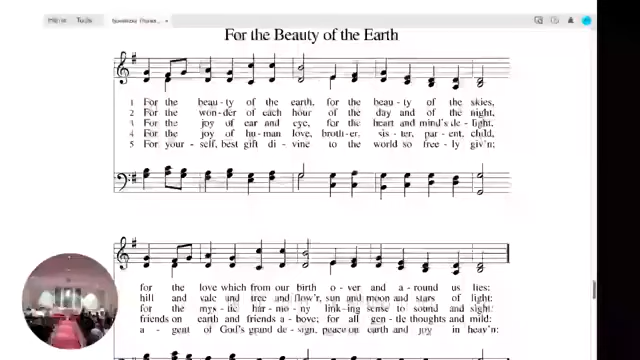 Home Tools
For the Beauty of the Earth
1 For the beau - ty of the earth, for the beau - ty of the skies,
2 For the won - der of each hour of the day and of the night,
3 For the joy of ear and eye, for the heart and mind's de - light,
4 For the joy of hu - man love, broth - er, sis - ter, par - ent, child,
5 For your - self, best gift di - vine to the world so free - ly giv'n;
for the love which from our birth o - ver and a - round us lies:
hill and vale and tree and flow'r, sun and moon and stars of light:
for the mys - tic har - mo - ny link - ing sense to sound and sight:
friends on earth and friends a - bove; for all gen - tle thoughts and mild:
a - gent of God's grand de - sign, peace on earth and joy in heav'n: